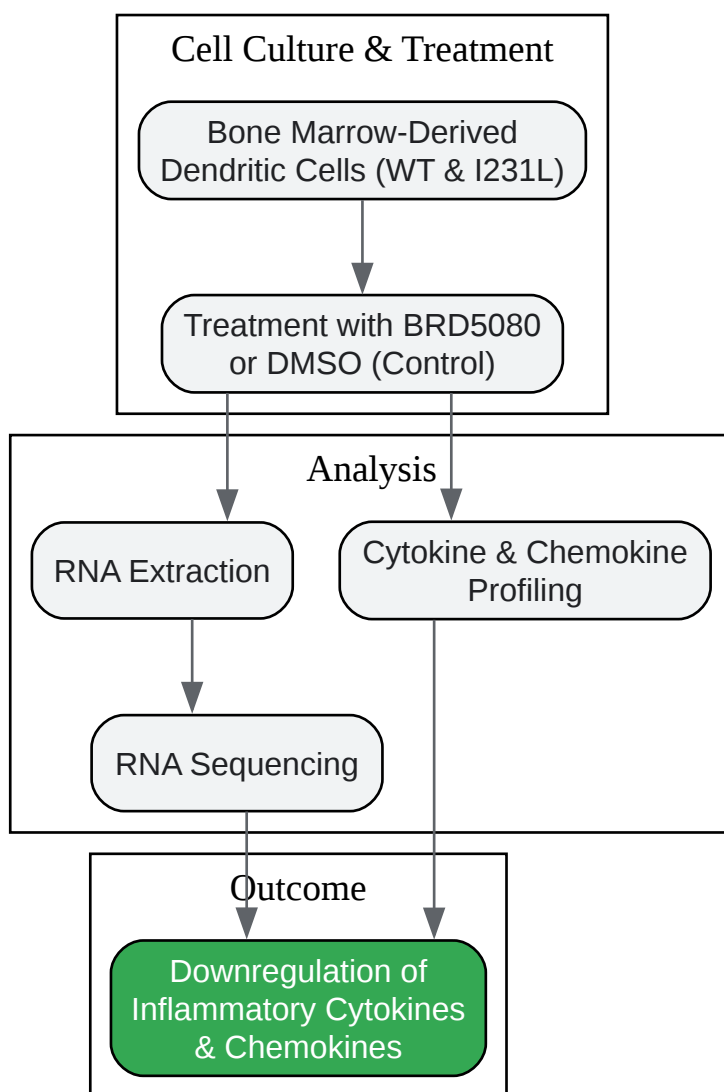 Cell Culture & Treatment
Bone Marrow-Derived
Dendritic Cells (WT & I231L)
Treatment with BRD5080
or DMSO (Control)
Analysis
RNA Extraction
Cytokine & Chemokine
Profiling
RNA Sequencing
Outcome
Downregulation of
Inflammatory Cytokines
& Chemokines